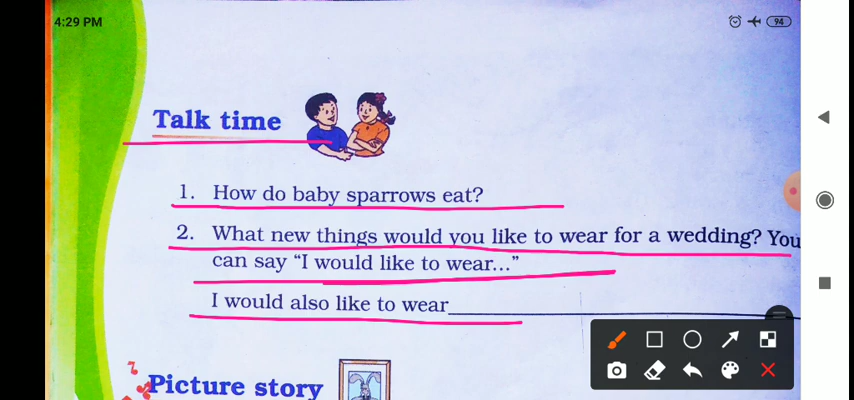 4:29 PM
94
Talk time
1. How do baby sparrows eat?
2. What new things would you like to wear for a wedding? You
can say “I would like to wear...”
I would also like to wear
Picture story